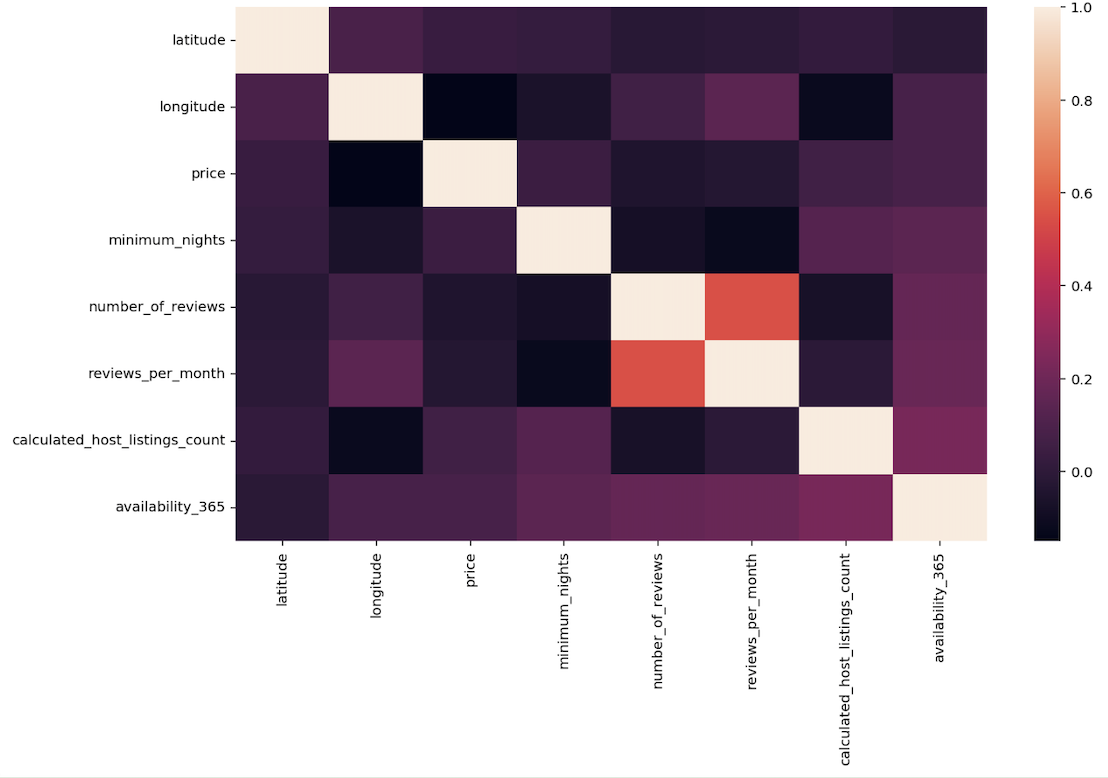 latitude
longitude
price
minimum_nights
number_of_reviews
reviews_per_month
calculated_host_listings_count
availability_365
latitude
longitude
price
minimum_nights
number_of_reviews
reviews_per_month
calculated_host_listings_count
availability_365
1.0
0.8
0.6
0.4
0.2
0.0